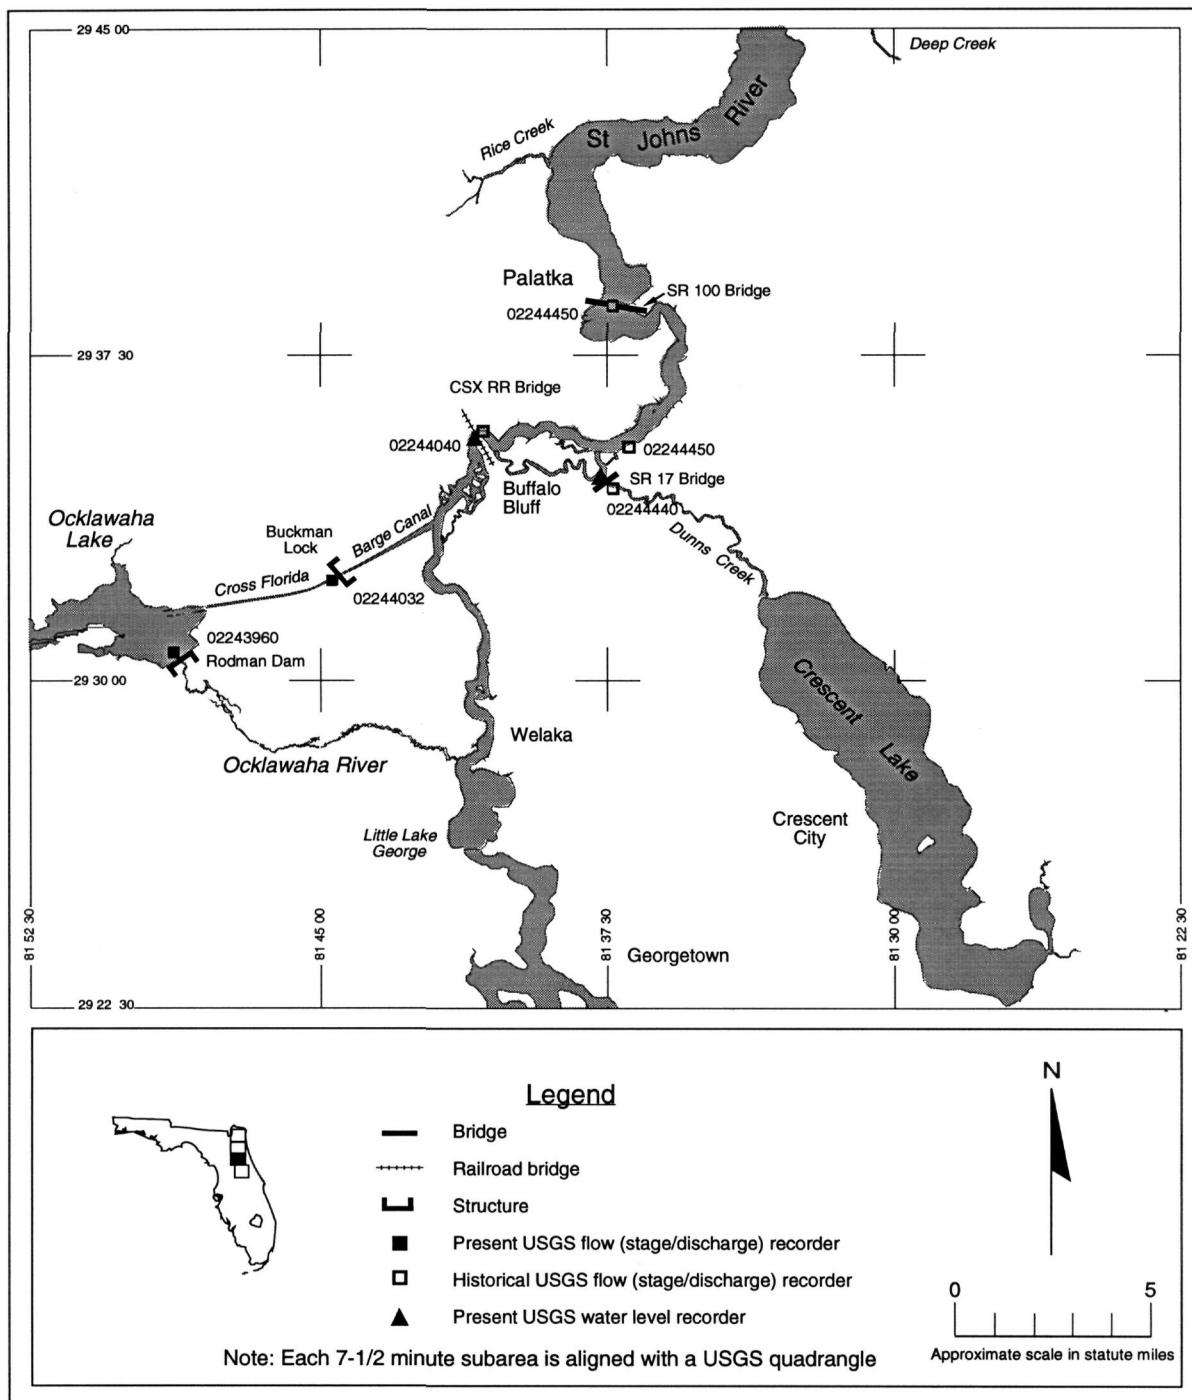 29 45 00
Deep Creek
River
St Johns
Rice Creek
Palatka
SR 100 Bridge
02244450
29 37 30
CSX RR Bridge
02244040
02244450
SR 17 Bridge
Buffalo
Bluff
02244440
Ocklawaha
Lake
Buckman
Lock
Barge Canal
Dunns Creek
Cross Florida
02244032
02243960
Rodman Dam
29 30 00
Crescent
Lake
Welaka
Ocklawaha River
Little Lake
George
Crescent
City
81 52 30
81 45 00
81 37 30
81 30 00
81 22 30
Georgetown
29 22 30
Legend
Bridge
Railroad bridge
Structure
Present USGS flow (stage/discharge) recorder
Historical USGS flow (stage/discharge) recorder
Present USGS water level recorder
Note: Each 7-1/2 minute subarea is aligned with a USGS quadrangle
N
0 5
Approximate scale in statute miles